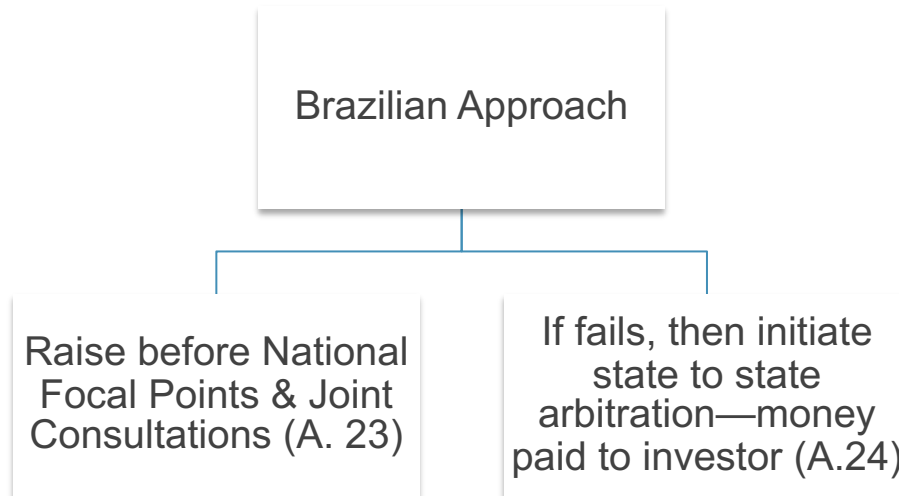 Brazilian Approach
Raise before National
Focal Points & Joint
Consultations (A. 23)
If fails, then initiate
state to state
arbitration—money
paid to investor (A.24)